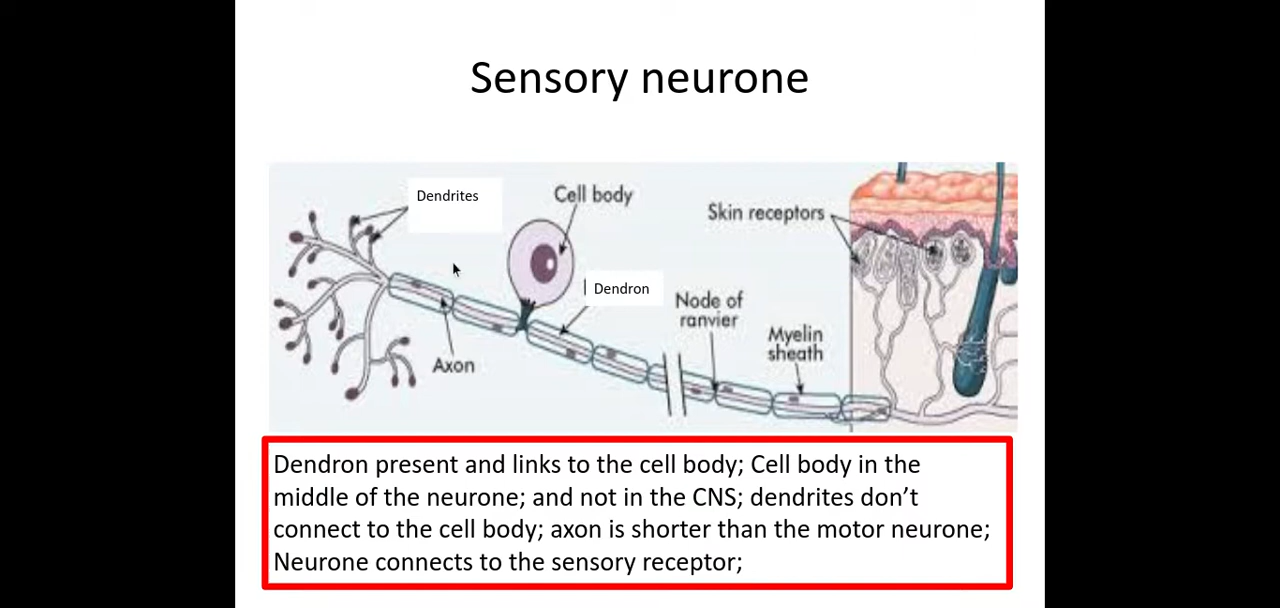 Sensory neurone
Dendrites
Cell body
Skin receptors
Dendron
Node of
ranvier
Myelin
sheath
Axon
Dendron present and links to the cell body; Cell body in the
middle of the neurone; and not in the CNS; dendrites don’t
connect to the cell body; axon is shorter than the motor neurone;
Neurone connects to the sensory receptor;